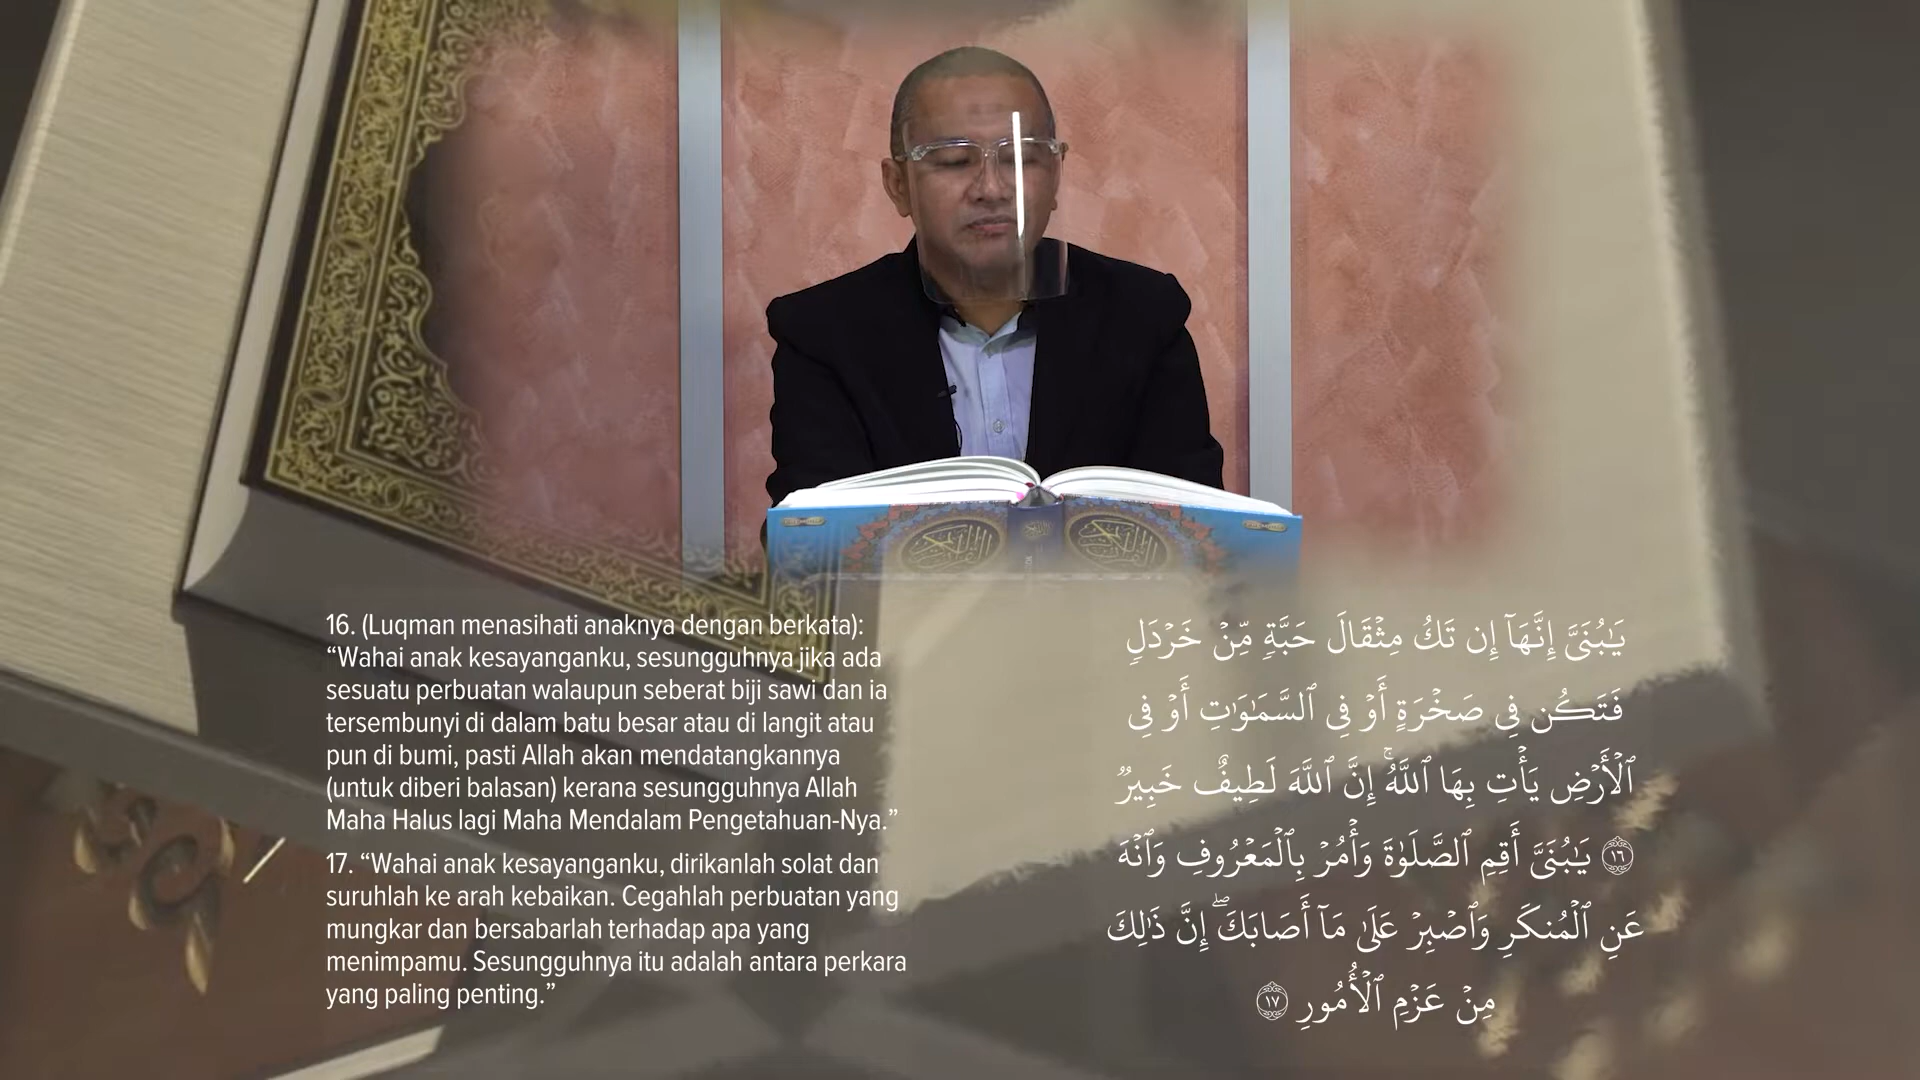 16. (Luqman menasihati anaknya dengan berkata):
“Wahai anak kesayanganku, sesungguhnya jika ada
sesuatu perbuatan walaupun seberat biji sawi dan ia
tersembunyi di dalam batu besar atau di langit atau
pun di bumi, pasti Allah akan mendatangkannya
(untuk diberi balasan) kerana sesungguhnya Allah
Maha Halus lagi Maha Mendalam Pengetahuan-Nya.”
17. “Wahai anak kesayanganku, dirikanlah solat dan
suruhlah ke arah kebaikan. Cegahlah perbuatan yang
mungkar dan bersabarlah terhadap apa yang
menimpamu. Sesungguhnya itu adalah antara perkara
yang paling penting.”
يَـٰبُنَىَّ إِنَّهَآ إِن تَكُ مِثْقَالَ حَبَّةٍ مِّنْ خَرْدَلٍ
فَتَكُن فِى صَخْرَةٍ أَوْ فِى ٱلسَّمَـٰوَٰتِ أَوْ فِى
ٱلْأَرْضِ يَأْتِ بِهَا ٱللَّهُ ۚ إِنَّ ٱللَّهَ لَطِيفٌ خَبِيرٌ
١٦ يَـٰبُنَىَّ أَقِمِ ٱلصَّلَوٰةَ وَأْمُرْ بِٱلْمَعْرُوفِ وَٱنْهَ
عَنِ ٱلْمُنكَرِ وَٱصْبِرْ عَلَىٰ مَآ أَصَابَكَ ۖ إِنَّ ذَٰلِكَ
مِنْ عَزْمِ ٱلْأُمُورِ ١٧